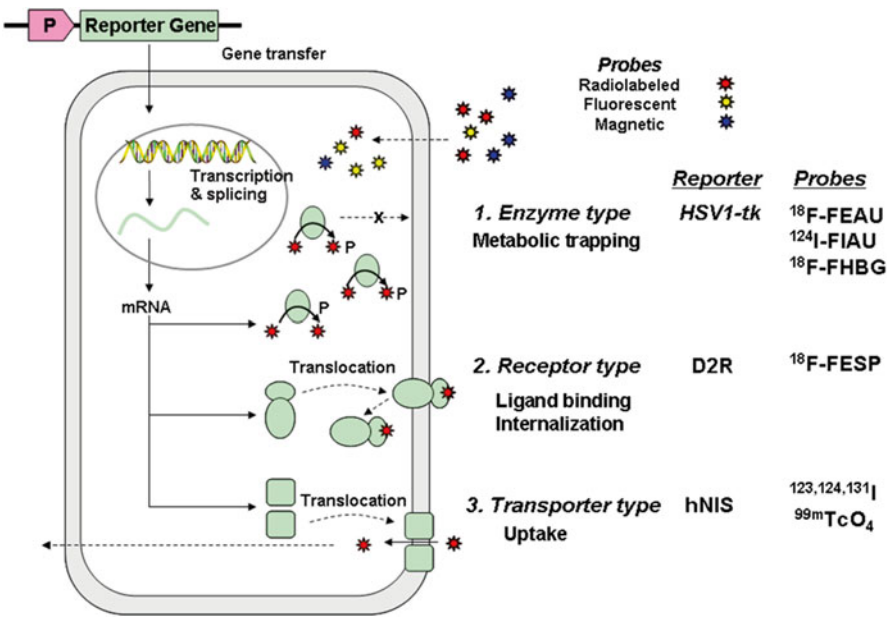 P Reporter Gene
Gene transfer
Probes
Radiolabeled
Fluorescent
Magnetic
Transcription
& splicing
mRNA
X
P
P
P
Reporter Probes
1. Enzyme type HSV1-tk ¹⁸F-FEAU
Metabolic trapping ¹²⁴I-FIAU
¹⁸F-FHBG
Translocation
2. Receptor type D2R ¹⁸F-FESP
Ligand binding
Internalization
Translocation
3. Transporter type hNIS ¹²³,¹²⁴,¹³¹I
Uptake ⁹⁹ᵐTcO₄